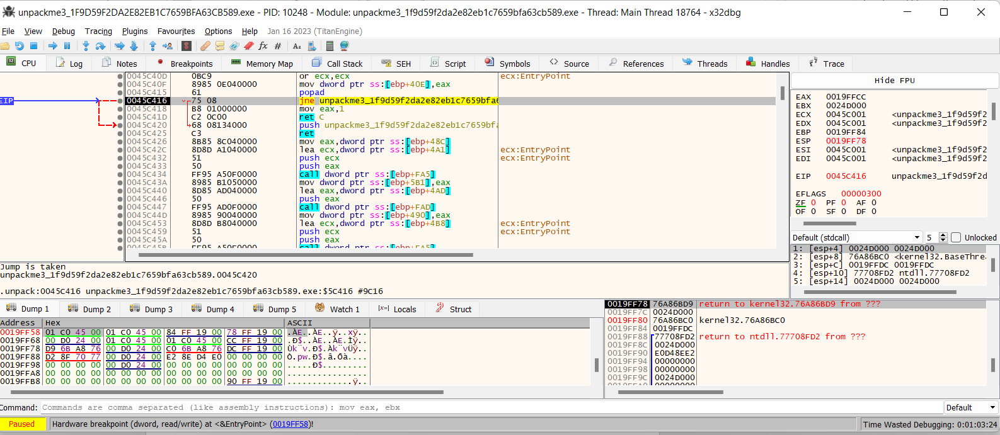 unpackme3_1F9D59F2DA2E82EB1C7659BFA63CB589.exe - PID: 10248 - Module: unpackme3_1f9d59f2da2e82eb1c7659bfa63cb589.exe - Thread: Main Thread 18764 - x32dbg
File View Debug Tracing Plugins Favourites Options Help Jan 16 2023 (TitanEngine)
CPU Log Notes Breakpoints Memory Map Call Stack SEH Script Symbols Source References Threads Handles Trace
0045C40D 0BC9 or ecx,ecx ecx:EntryPoint
0045C40F 8985 0E040000 mov dword ptr ss:[ebp+40E],eax
0045C415 61 popad
EIP 0045C416 75 08 jne unpackme3_1f9d59f2da2e82eb1c7659bfa6
0045C418 B8 01000000 mov eax,1
0045C41D C2 0C00 ret C
0045C420 68 08134000 push unpackme3_1f9d59f2da2e82eb1c7659bfa
0045C425 C3 ret
0045C426 8B85 8C040000 mov eax,dword ptr ss:[ebp+48C]
0045C42C 8D8D A1040000 lea ecx,dword ptr ss:[ebp+4A1] ecx:EntryPoint
0045C432 51 push ecx ecx:EntryPoint
0045C433 50 push eax
0045C434 FF95 A50F0000 call dword ptr ss:[ebp+FA5]
0045C43A 8985 B1050000 mov dword ptr ss:[ebp+5B1],eax
0045C440 8D85 AD040000 lea eax,dword ptr ss:[ebp+4AD]
0045C446 50 push eax
0045C447 FF95 AD0F0000 call dword ptr ss:[ebp+FAD]
0045C44D 8985 90040000 mov dword ptr ss:[ebp+490],eax
0045C453 8D8D B8040000 lea ecx,dword ptr ss:[ebp+4B8] ecx:EntryPoint
0045C459 51 push ecx ecx:EntryPoint
0045C45A 50 push eax
0045C45B FF95 A50F0000 call dword ptr ss:[ebp+FA5]
Hide FPU
EAX 0019FFCC
EBX 0024D000
ECX 0045C001 <unpackme3_1f9d59f2
EDX 0045C001 <unpackme3_1f9d59f2
EBP 0019FF84
ESP 0019FF78
ESI 0045C001 <unpackme3_1f9d59f2
EDI 0045C001 <unpackme3_1f9d59f2
EIP 0045C416 unpackme3_1f9d59f2d
EFLAGS 00000300
ZF 0 PF 0 AF 0
OF 0 SF 0 DF 0
Default (stdcall) 5 Unlocked
1: [esp+4] 0024D000 0024D000
2: [esp+8] 76A86BC0 <kernel32.BaseThre
3: [esp+C] 0019FFDC 0019FFDC
4: [esp+10] 77708FD2 ntdll.77708FD2
5: [esp+14] 0024D000 0024D000
Jump is taken
unpackme3_1f9d59f2da2e82eb1c7659bfa63cb589.0045C420
.unpack:0045C416 unpackme3_1f9d59f2da2e82eb1c7659bfa63cb589.exe:$5C416 #9C16
Dump 1 Dump 2 Dump 3 Dump 4 Dump 5 Watch 1 [x=] Locals Struct
Address Hex ASCII
0019FF58 01 C0 45 00 01 C0 45 00 84 FF 19 00 78 FF 19 00 .ÀE..ÀE..ÿ..xÿ..
0019FF68 00 D0 24 00 01 C0 45 00 01 C0 45 00 CC FF 19 00 .Ð$..ÀE..ÀE.Ìÿ..
0019FF78 D9 6B A8 76 00 D0 24 00 C0 6B A8 76 DC FF 19 00 Ùk¨v.Ð$.Àk¨vÜÿ..
0019FF88 D2 8F 70 77 00 D0 24 00 E2 8E D4 E0 00 00 00 00 Ò.pw.Ð$.â.Ôà....
0019FF98 00 00 00 00 00 D0 24 00 00 00 00 00 00 00 00 00 .....Ð$.........
0019FFA8 00 00 00 00 00 00 00 00 00 00 00 00 00 00 00 00 ................
0019FFB8 00 00 00 00 00 00 00 00 00 00 00 00 90 FF 19 00 .............ÿ..
0019FF78 76A86BD9 return to kernel32.76A86BD9 from ???
0019FF7C 0024D000
0019FF80 76A86BC0 kernel32.76A86BC0
0019FF84 0019FFDC
0019FF88 77708FD2 return to ntdll.77708FD2 from ???
0019FF8C 0024D000
0019FF90 E0D48EE2
0019FF94 00000000
0019FF98 00000000
0019FF9C 0024D000
0019FFA0 00000000
Command: Commands are comma separated (like assembly instructions): mov eax, ebx Default
Paused Hardware breakpoint (dword, read/write) at <&EntryPoint> (0019FF58)! Time Wasted Debugging: 0:01:03:24